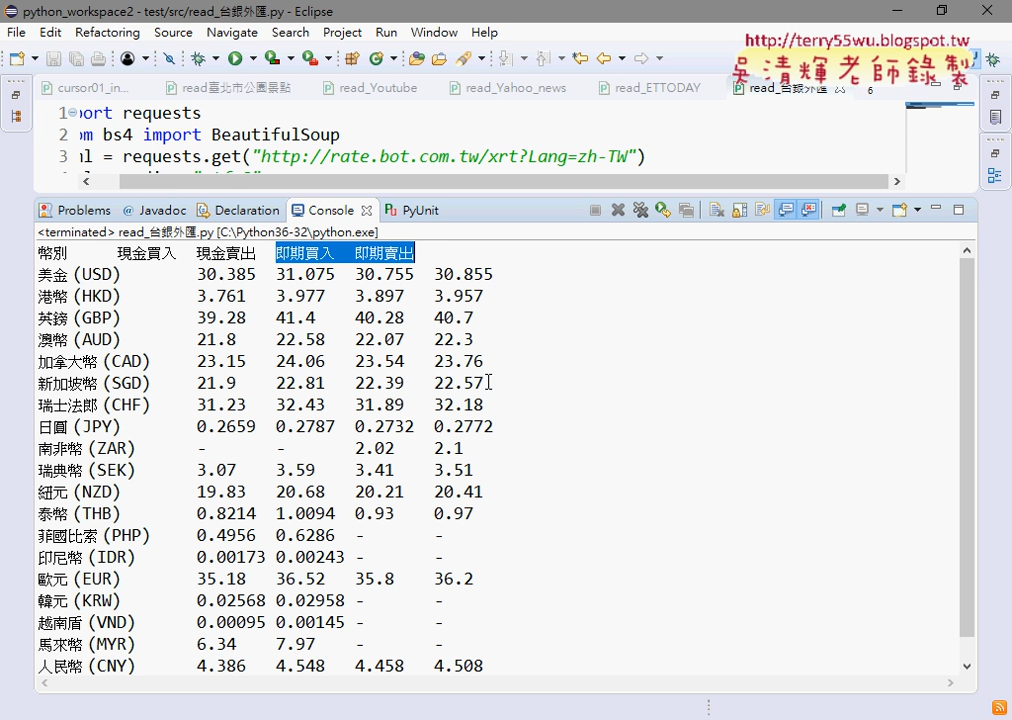 python_workspace2 - test/src/read_台銀外匯.py - Eclipse
File Edit Refactoring Source Navigate Search Project Run Window Help
http://terry55wu.blogspot.tw
吳清輝老師錄製
cursor01_in... read臺北市公園景點 read_Youtube read_Yahoo_news read_ETTODAY read_台銀外匯 6
1 port requests
2 om bs4 import BeautifulSoup
3 nl = requests.get("http://rate.bot.com.tw/xrt?Lang=zh-TW")
Problems @ Javadoc Declaration Console PyUnit
<terminated> read_台銀外匯.py [C:\Python36-32\python.exe]
幣別 現金買入 現金賣出 即期買入 即期賣出
美金 (USD) 30.385 31.075 30.755 30.855
港幣 (HKD) 3.761 3.977 3.897 3.957
英鎊 (GBP) 39.28 41.4 40.28 40.7
澳幣 (AUD) 21.8 22.58 22.07 22.3
加拿大幣 (CAD) 23.15 24.06 23.54 23.76
新加坡幣 (SGD) 21.9 22.81 22.39 22.57
瑞士法郎 (CHF) 31.23 32.43 31.89 32.18
日圓 (JPY) 0.2659 0.2787 0.2732 0.2772
南非幣 (ZAR) - - 2.02 2.1
瑞典幣 (SEK) 3.07 3.59 3.41 3.51
紐元 (NZD) 19.83 20.68 20.21 20.41
泰幣 (THB) 0.8214 1.0094 0.93 0.97
菲國比索 (PHP) 0.4956 0.6286 - -
印尼幣 (IDR) 0.00173 0.00243 - -
歐元 (EUR) 35.18 36.52 35.8 36.2
韓元 (KRW) 0.02568 0.02958 - -
越南盾 (VND) 0.00095 0.00145 - -
馬來幣 (MYR) 6.34 7.97 - -
人民幣 (CNY) 4.386 4.548 4.458 4.508